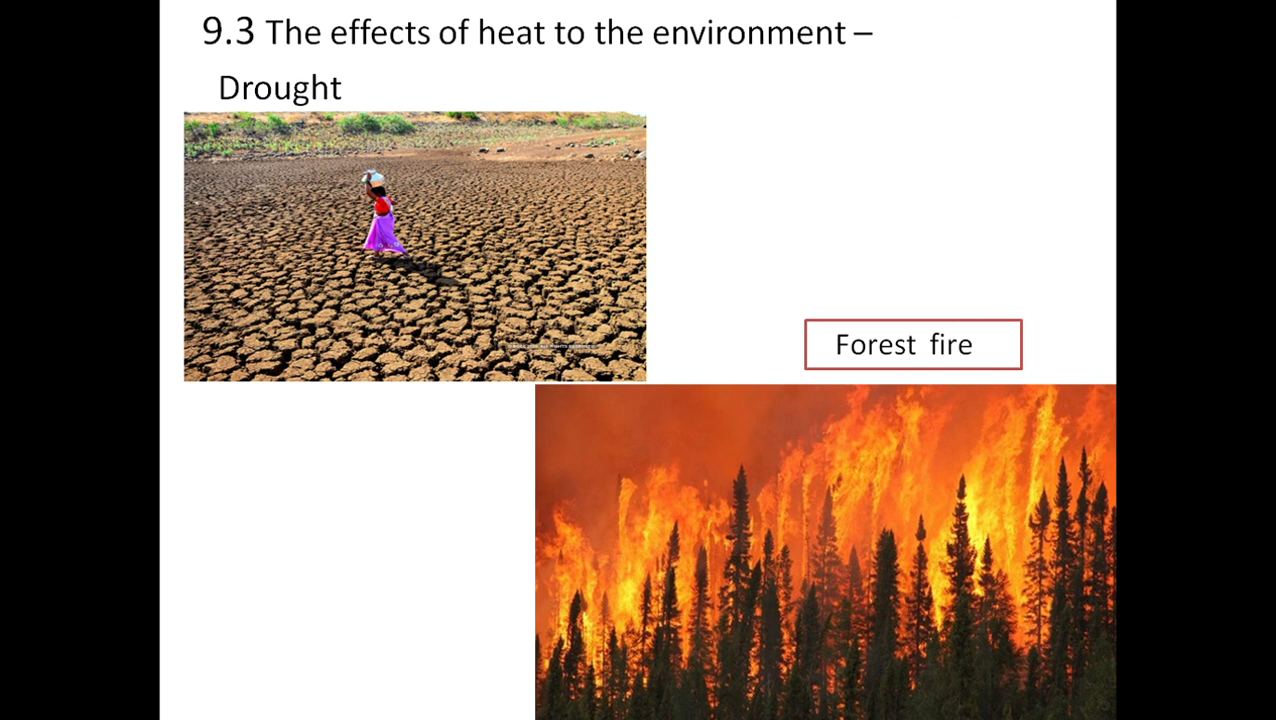 9.3 The effects of heat to the environment –
Drought
Forest fire